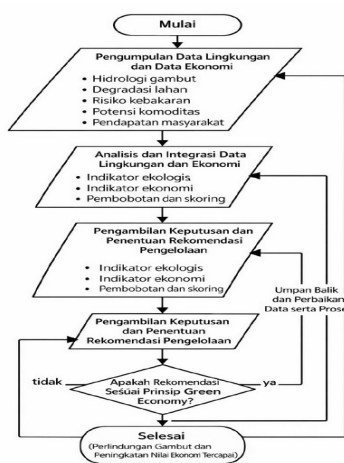 Mulai
Pengumpulan Data Lingkungan
dan Data Ekonomi
• Hidrologi gambut
• Degradasi lahan
• Risiko kebakaran
• Potensi komoditas
• Pendapatan masyarakat
Analisis dan Integrasi Data
Lingkungan dan Ekonomi
• Indikator ekologis
• Indikator ekonomi
• Pembobotan dan skoring
Pengambilan Keputusan dan
Penentuan Rekomendasi
Pengelolaan
• Indikator ekologis
• Indikator ekonomi
• Pembobotan dan skoring
Umpan Balik
dan Perbaikan
Data serta Proses
Pengambilan Keputusan
dan Penentuan
Rekomendasi Pengelolaan
tidak
Apakah Rekomendasi
Sesuai Prinsip Green
Economy?
ya
Selesai
(Perlindungan Gambut dan
Peningkatan Nilai Ekonom Tercapai)